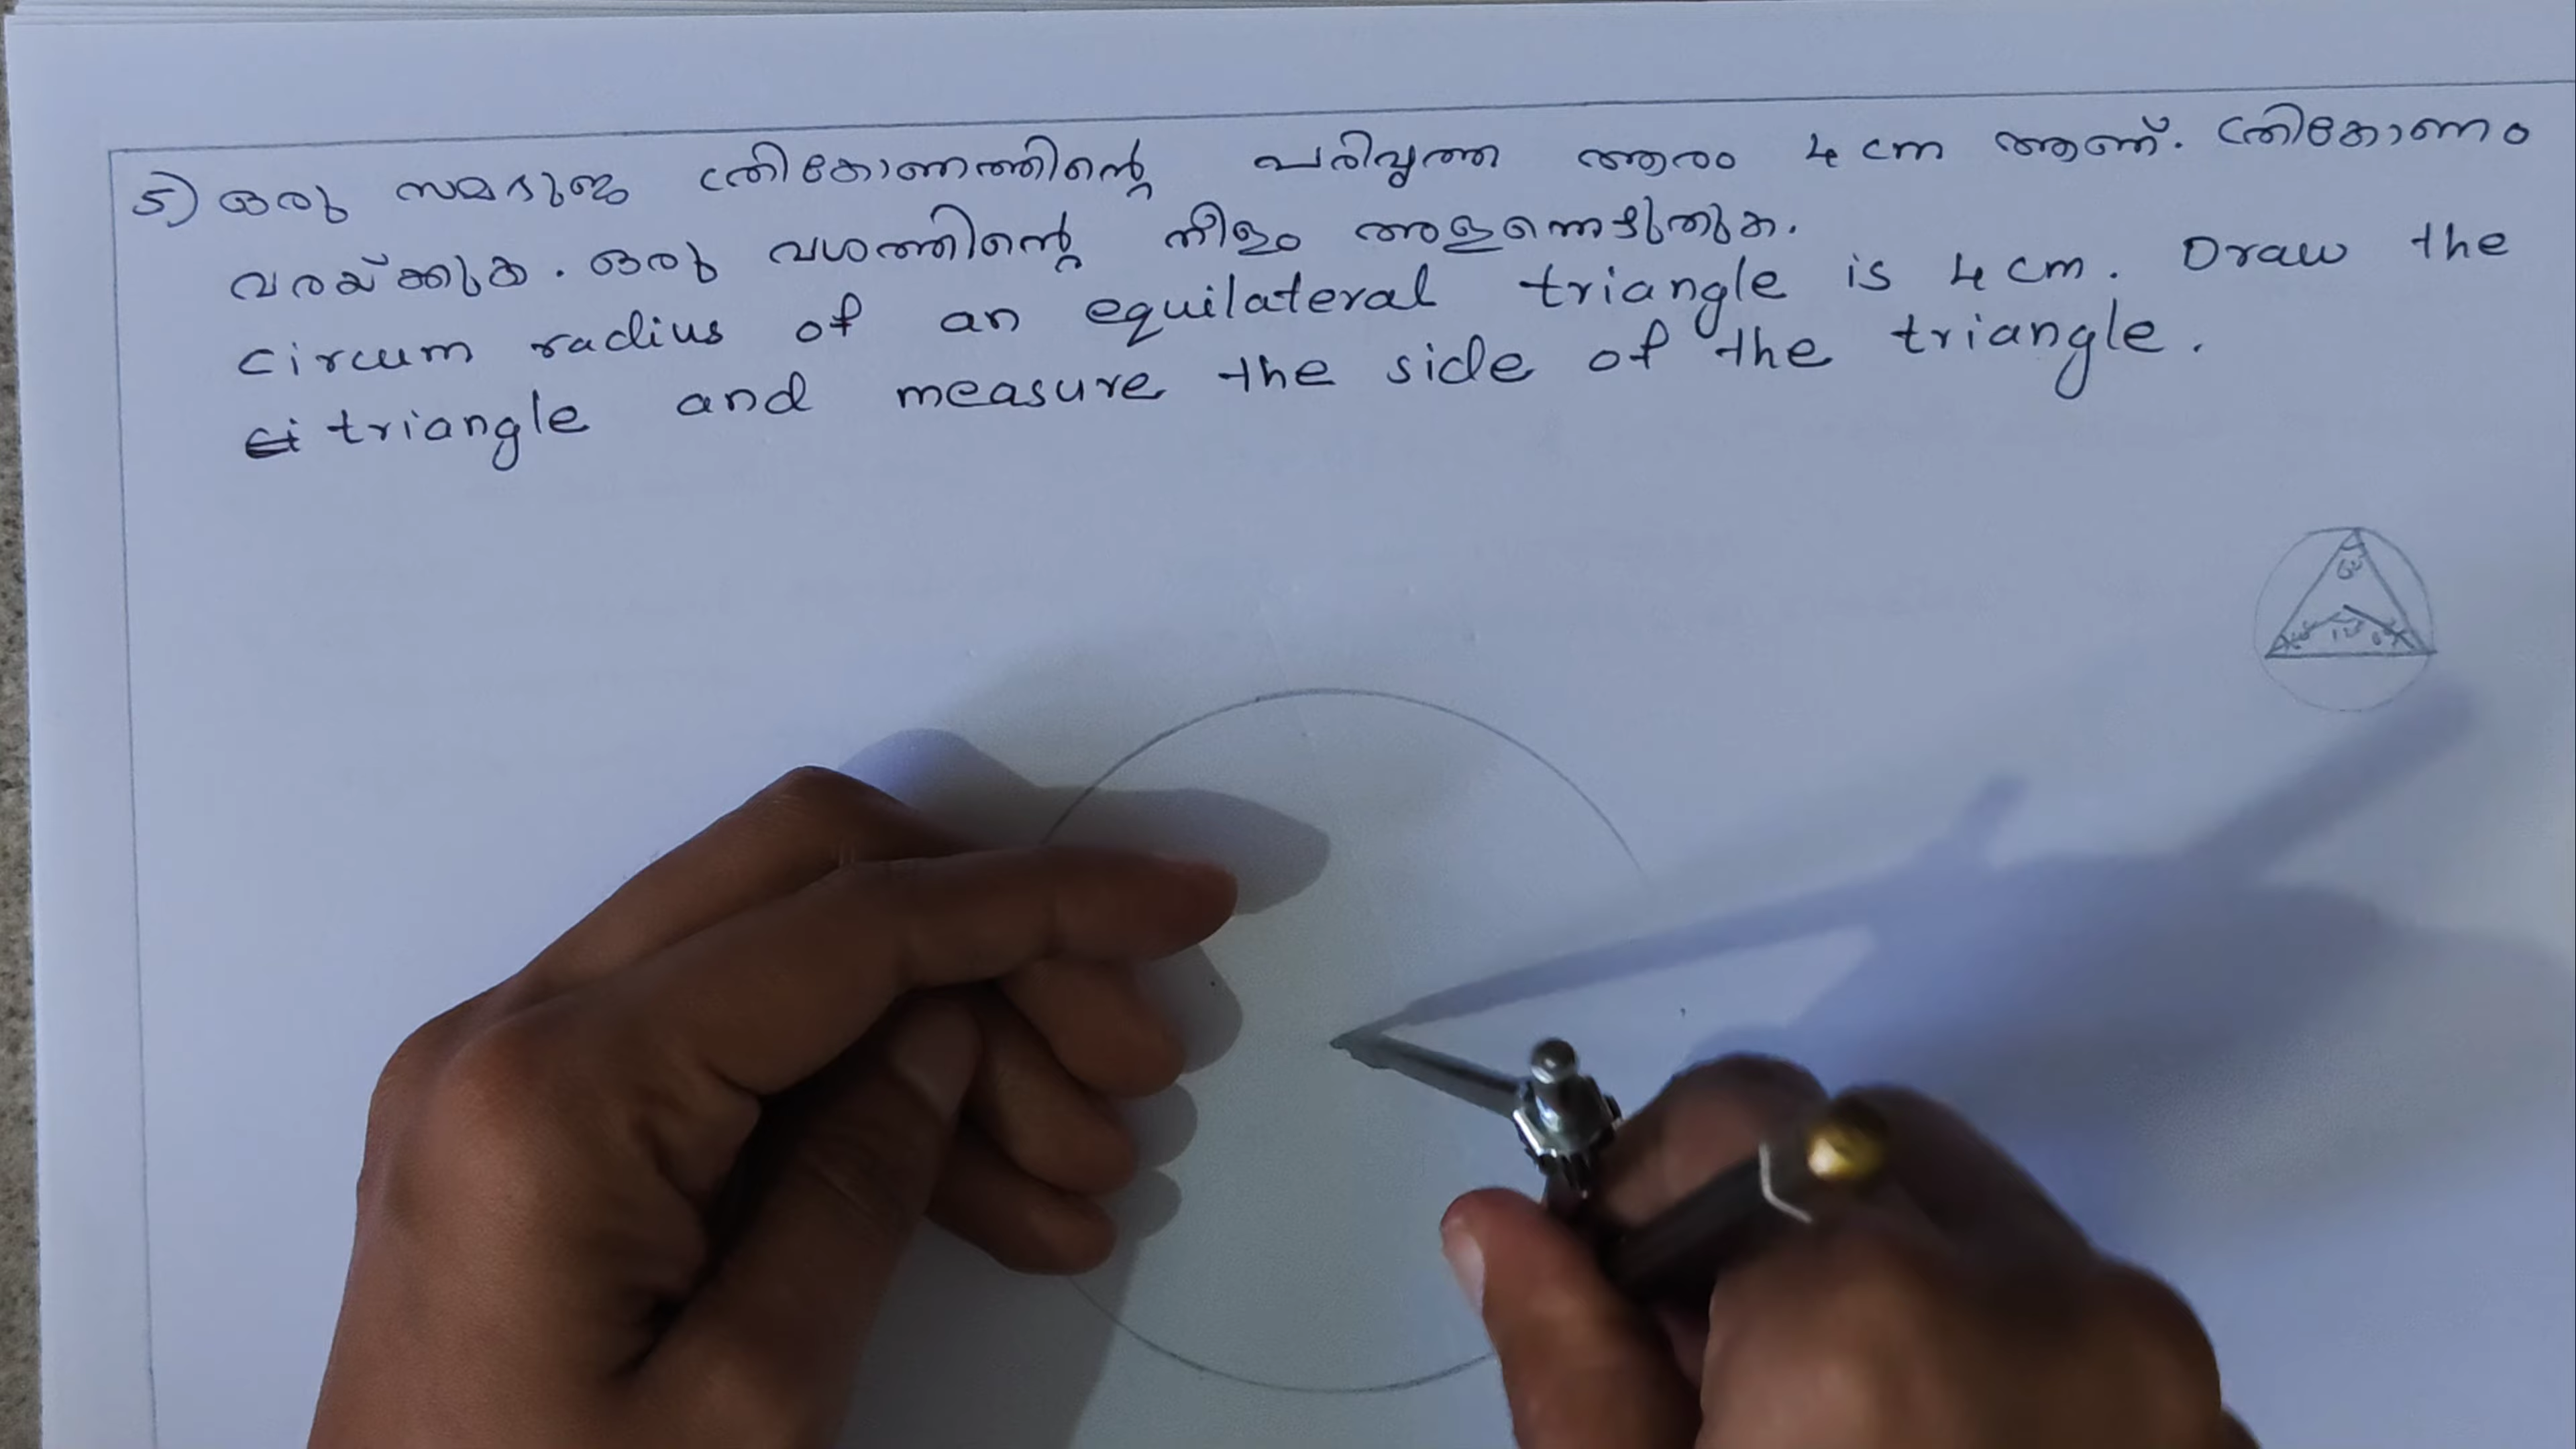 5) ഒരു സമഭുജ ത്രികോണത്തിന്റെ പരിവൃത്ത ആരം 4 cm ആണ്. ത്രികോണം
വരയ്ക്കുക. ഒരു വശത്തിന്റെ നീളം അളന്നെഴുതുക.
circum radius of an equilateral triangle is 4 cm. Draw the
triangle and measure the side of the triangle.